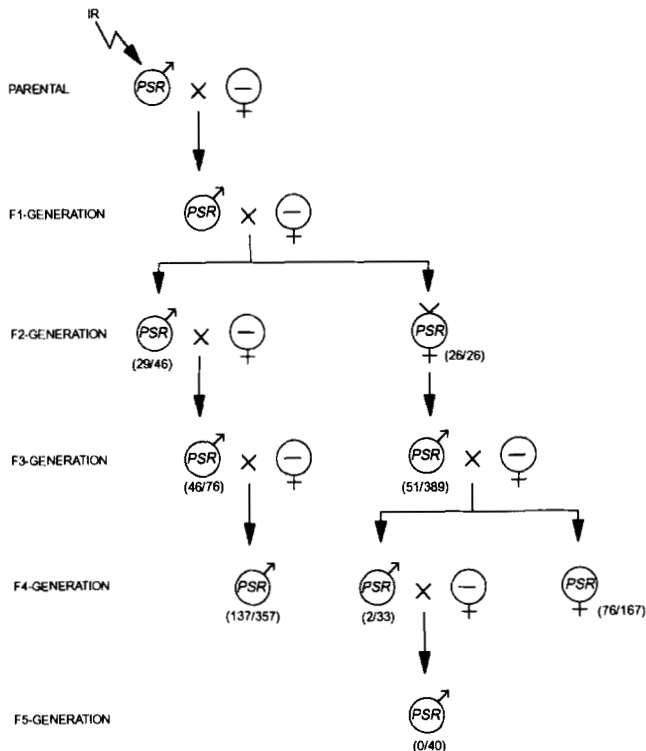 IR
PARENTAL PSR × —
F1-GENERATION PSR × —
F2-GENERATION PSR × — PSR
(29/46) (26/26)
F3-GENERATION PSR × — PSR × —
(46/76) (51/389)
F4-GENERATION PSR PSR × — PSR
(137/357) (2/33) (76/167)
F5-GENERATION PSR
(0/40)